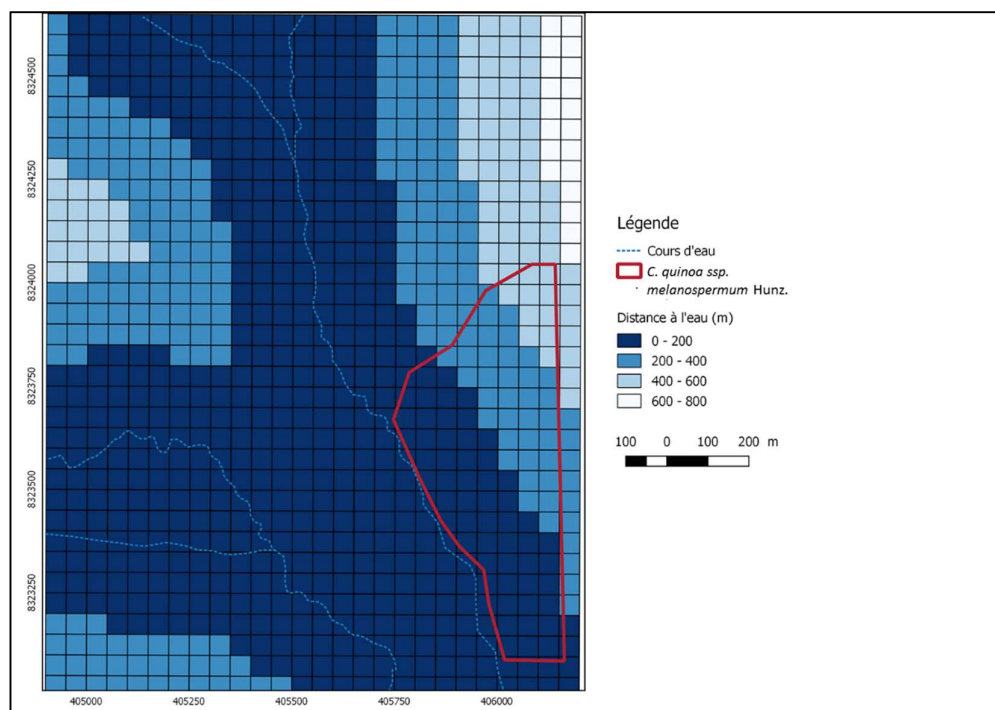 8324500
8324250
8324000
8323750
8323500
8323250
405000 405250 405500 405750 406000
Légende
Cours d'eau
C. quinoa ssp.
melanospermum Hunz.
Distance à l'eau (m)
0 - 200
200 - 400
400 - 600
600 - 800
100 0 100 200 m